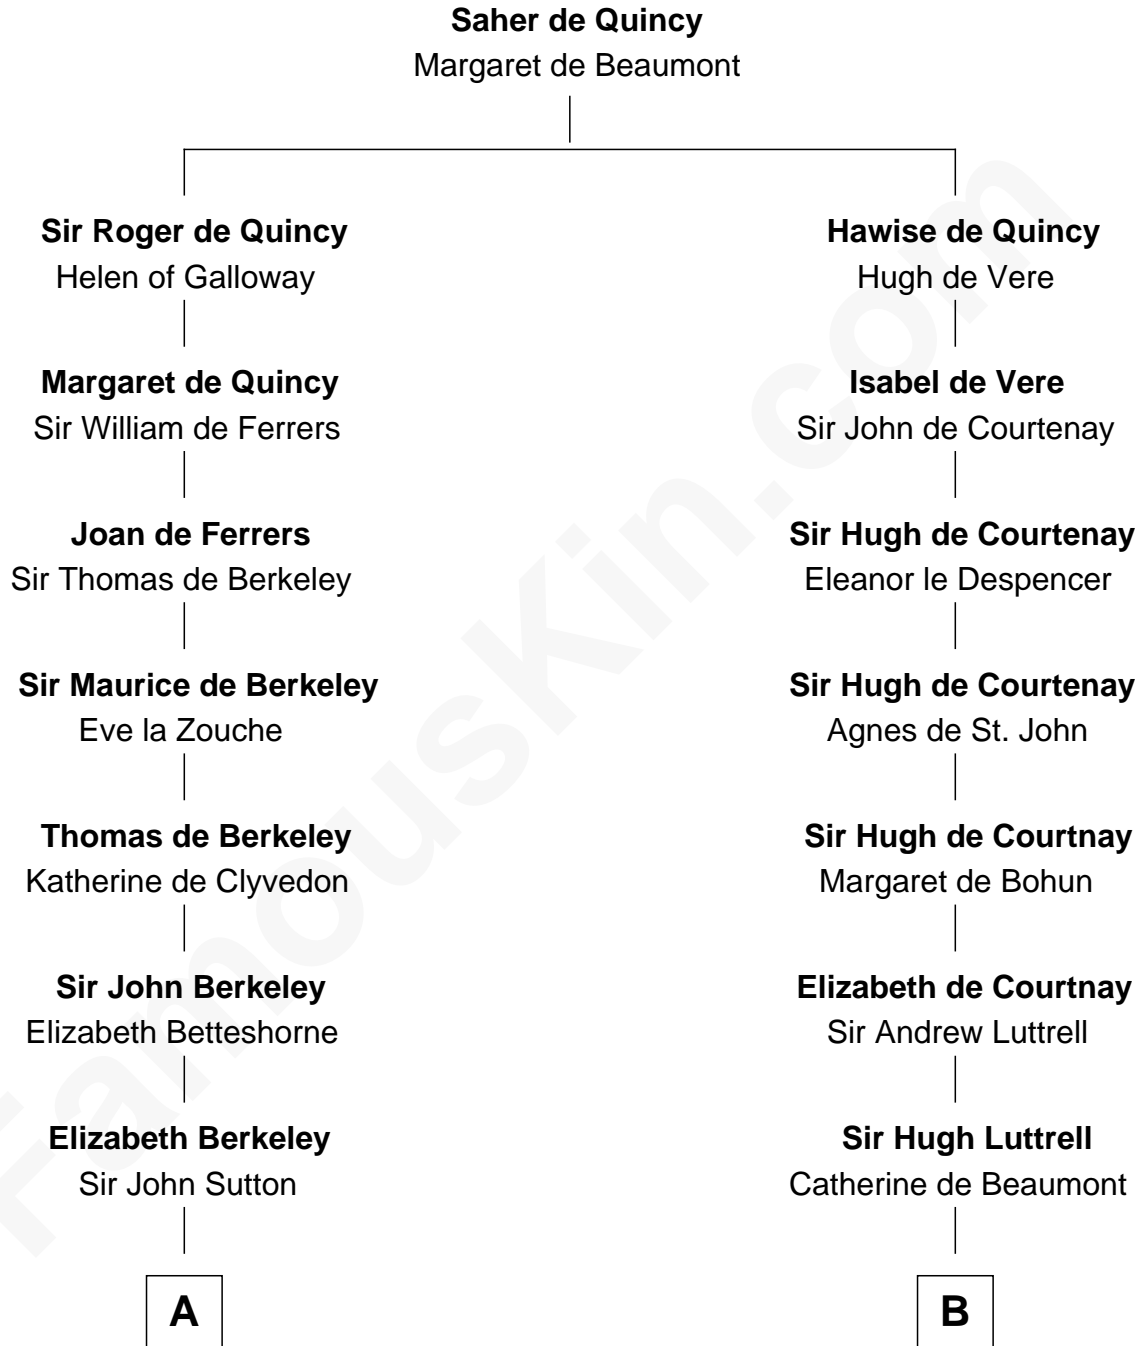 Saher de Quincy
Margaret de Beaumont
Sir Roger de Quincy
Helen of Galloway
Hawise de Quincy
Hugh de Vere
Margaret de Quincy
Sir William de Ferrers
Isabel de Vere
Sir John de Courtenay
Joan de Ferrers
Sir Thomas de Berkeley
Sir Hugh de Courtenay
Eleanor le Despencer
Sir Maurice de Berkeley
Eve la Zouche
Sir Hugh de Courtenay
Agnes de St. John
Thomas de Berkeley
Katherine de Clyvedon
Sir Hugh de Courtnay
Margaret de Bohun
Sir John Berkeley
Elizabeth Betteshorne
Elizabeth de Courtnay
Sir Andrew Luttrell
Elizabeth Berkeley
Sir John Sutton
Sir Hugh Luttrell
Catherine de Beaumont
A
B
FamousKin.com